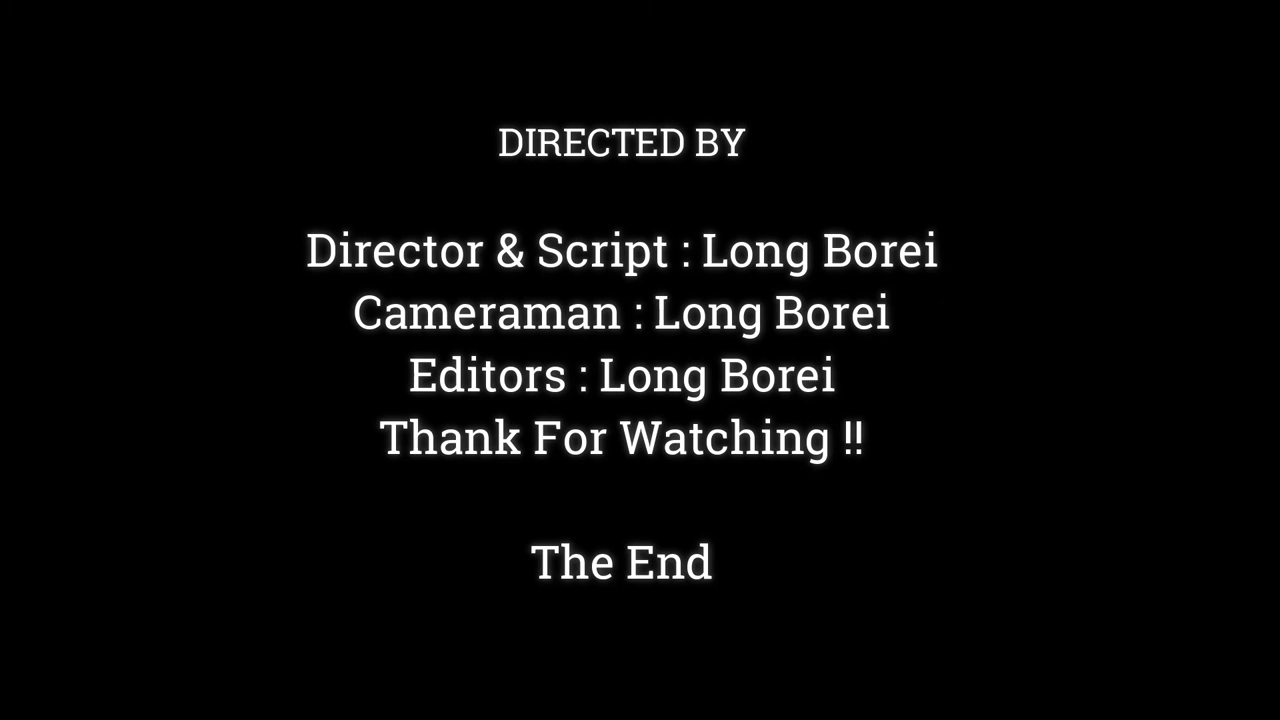 DIRECTED BY
Director & Script : Long Borei
Cameraman : Long Borei
Editors : Long Borei
Thank For Watching !!
The End